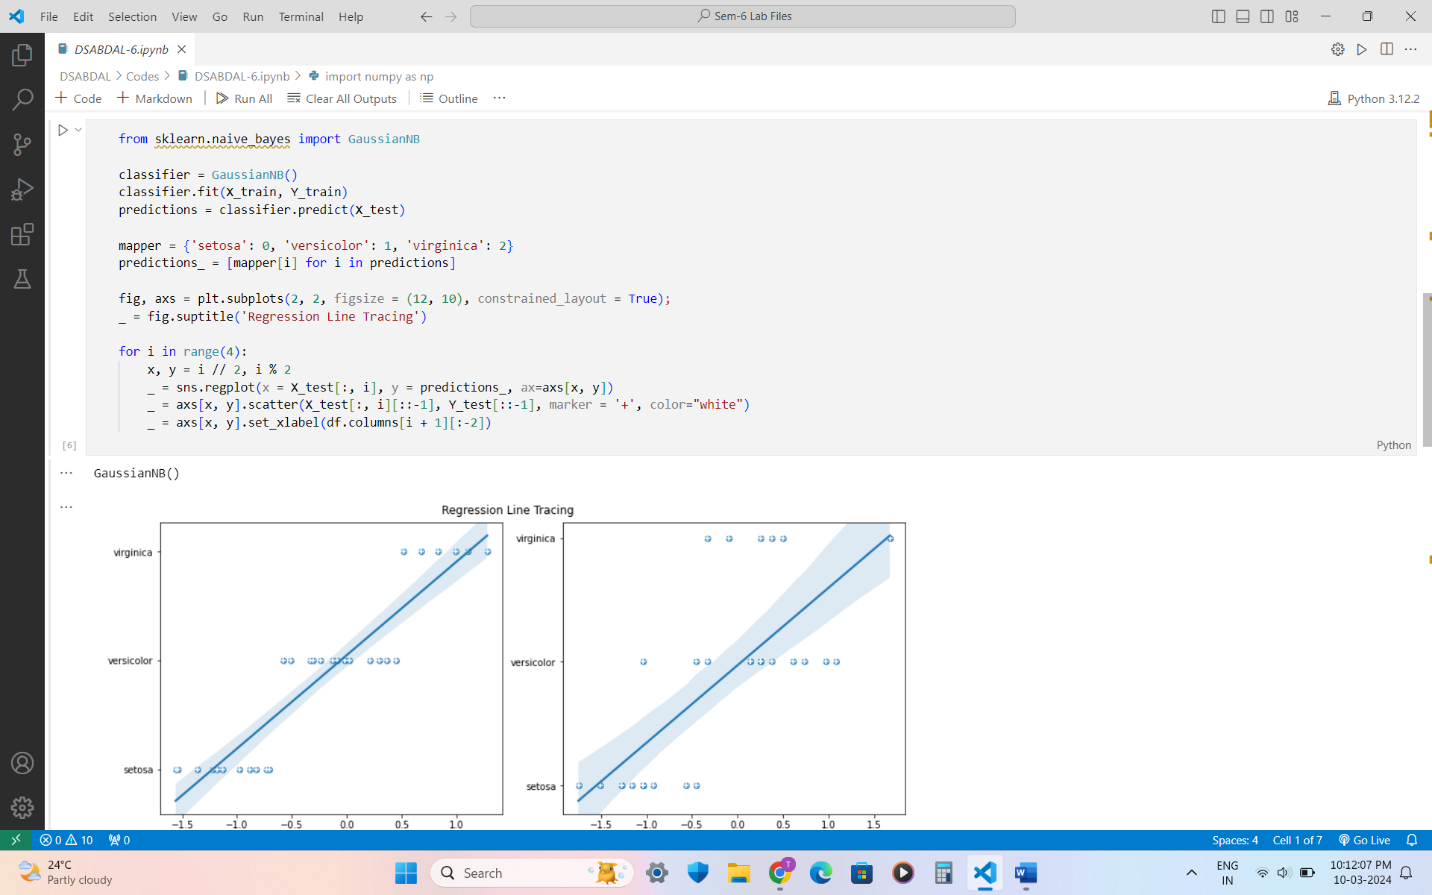 File Edit Selection View Go Run Terminal Help
Sem-6 Lab Files
DSABDAL-6.ipynb
DSABDAL > Codes > DSABDAL-6.ipynb > import numpy as np
+ Code + Markdown Run All Clear All Outputs Outline ...
Python 3.12.2
from sklearn.naive_bayes import GaussianNB
classifier = GaussianNB()
classifier.fit(X_train, Y_train)
predictions = classifier.predict(X_test)
mapper = {'setosa': 0, 'versicolor': 1, 'virginica': 2}
predictions_ = [mapper[i] for i in predictions]
fig, axs = plt.subplots(2, 2, figsize = (12, 10), constrained_layout = True);
_ = fig.suptitle('Regression Line Tracing')
for i in range(4):
x, y = i // 2, i % 2
_ = sns.regplot(x = X_test[:, i], y = predictions_, ax=axs[x, y])
_ = axs[x, y].scatter(X_test[:, i][::-1], Y_test[::-1], marker = '+', color="white")
_ = axs[x, y].set_xlabel(df.columns[i + 1][:-2])
[6]
Python
... GaussianNB()
...
Regression Line Tracing
virginica
versicolor
setosa
-1.5 -1.0 -0.5 0.0 0.5 1.0
virginica
versicolor
setosa
-1.5 -1.0 -0.5 0.0 0.5 1.0 1.5
0 10 0
Spaces: 4 Cell 1 of 7 Go Live
24°C
Partly cloudy
Search
T
ENG
IN
10:12:07 PM
10-03-2024